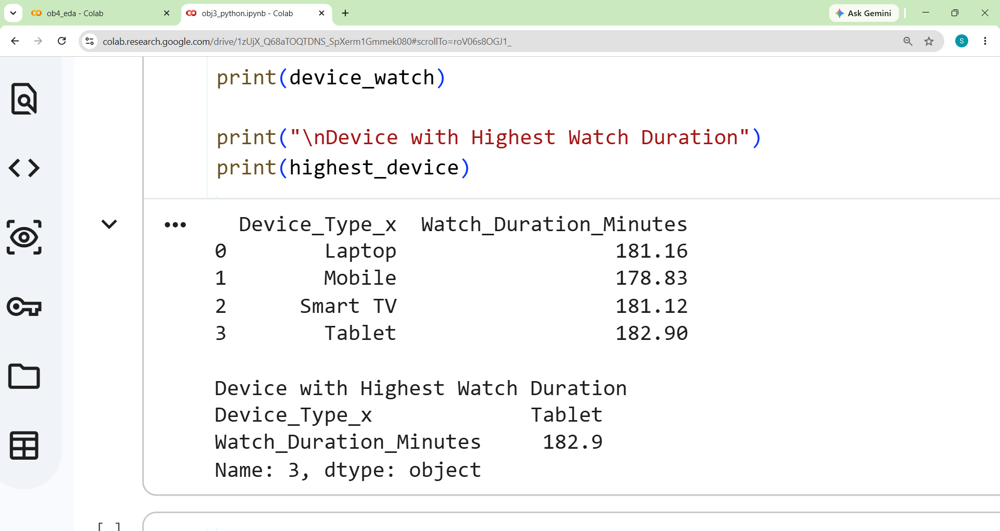 ob4_eda - Colab
obj3_python.ipynb - Colab
Ask Gemini
colab.research.google.com/drive/1zUjX_Q68aTOQTDNS_SpXerm1Gmmek080#scrollTo=roV06s8OGJ1_
S
print(device_watch)
print("\nDevice with Highest Watch Duration")
print(highest_device)
Device_Type_x  Watch_Duration_Minutes
0 Laptop 181.16
1 Mobile 178.83
2 Smart TV 181.12
3 Tablet 182.90
Device with Highest Watch Duration
Device_Type_x Tablet
Watch_Duration_Minutes 182.9
Name: 3, dtype: object
[ ]